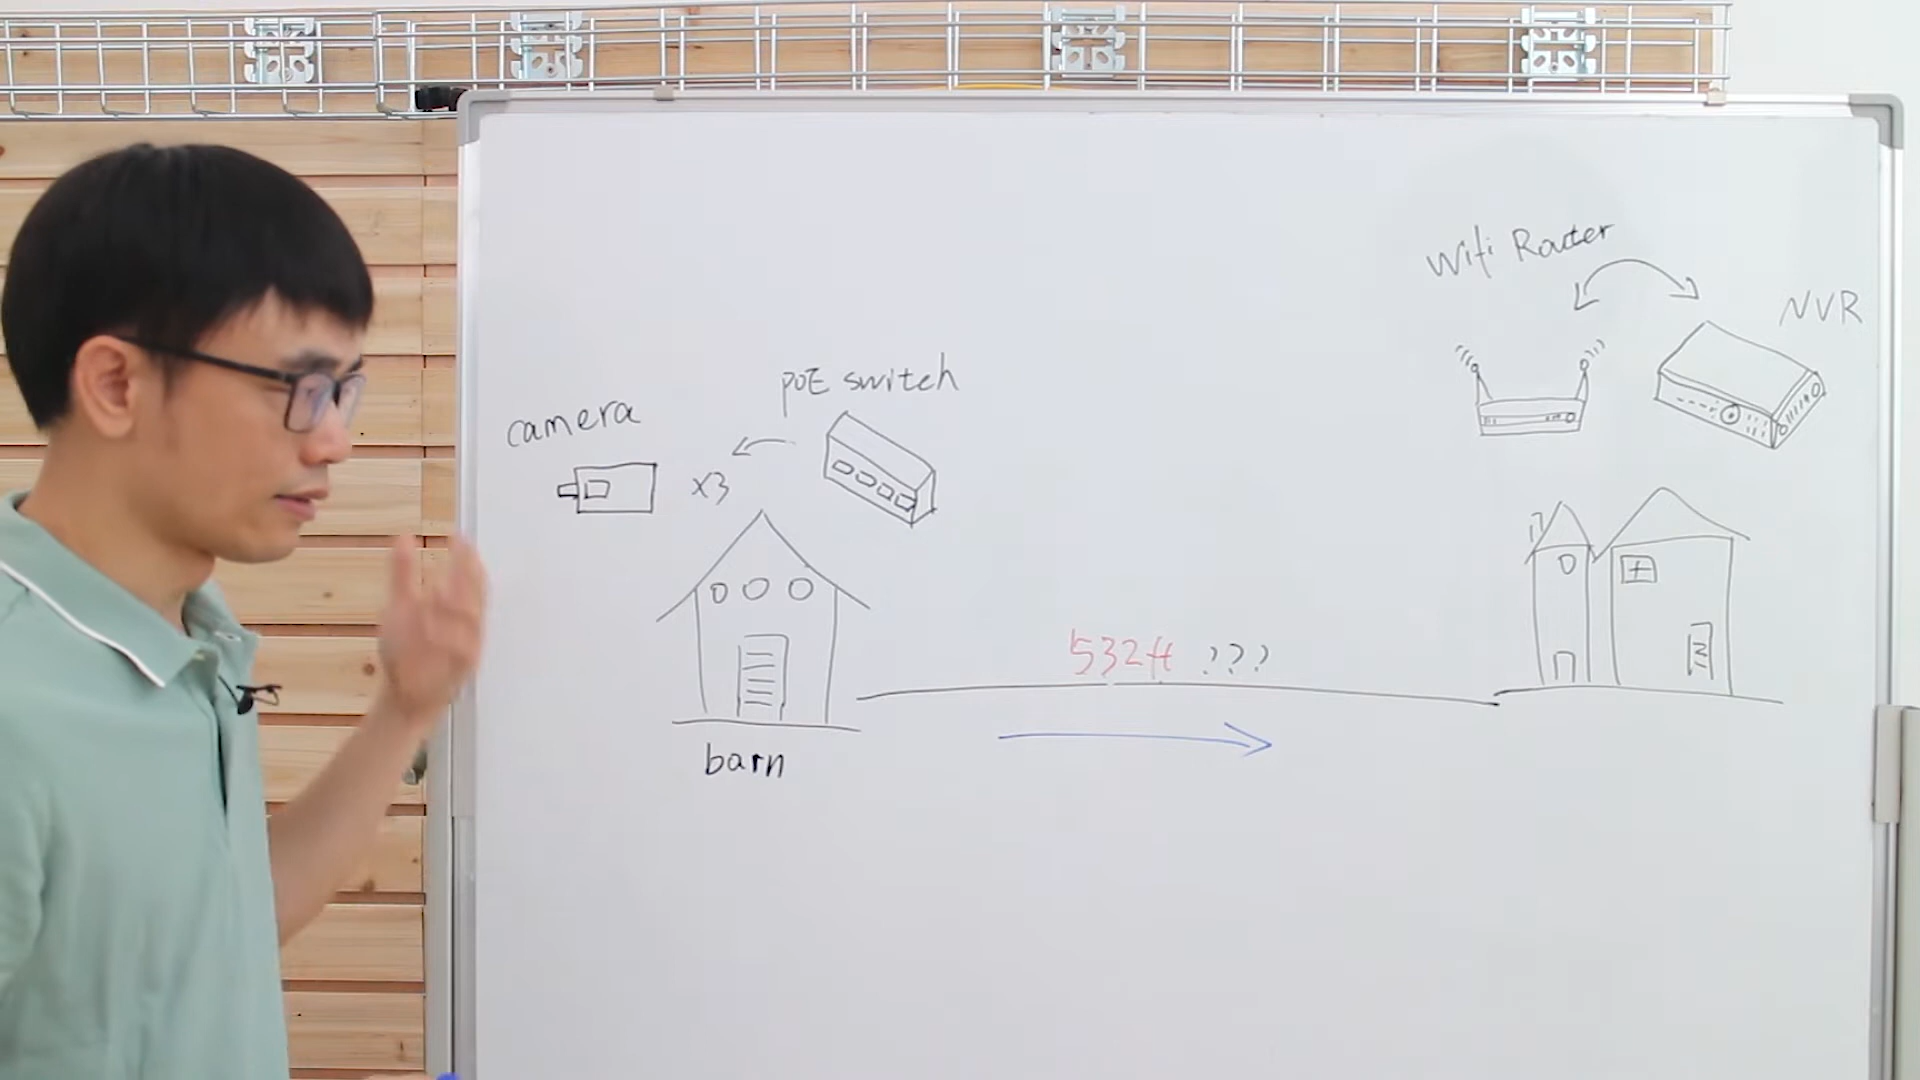 Wifi Router
NVR
PoE switch
camera
x3
532ft ???
barn